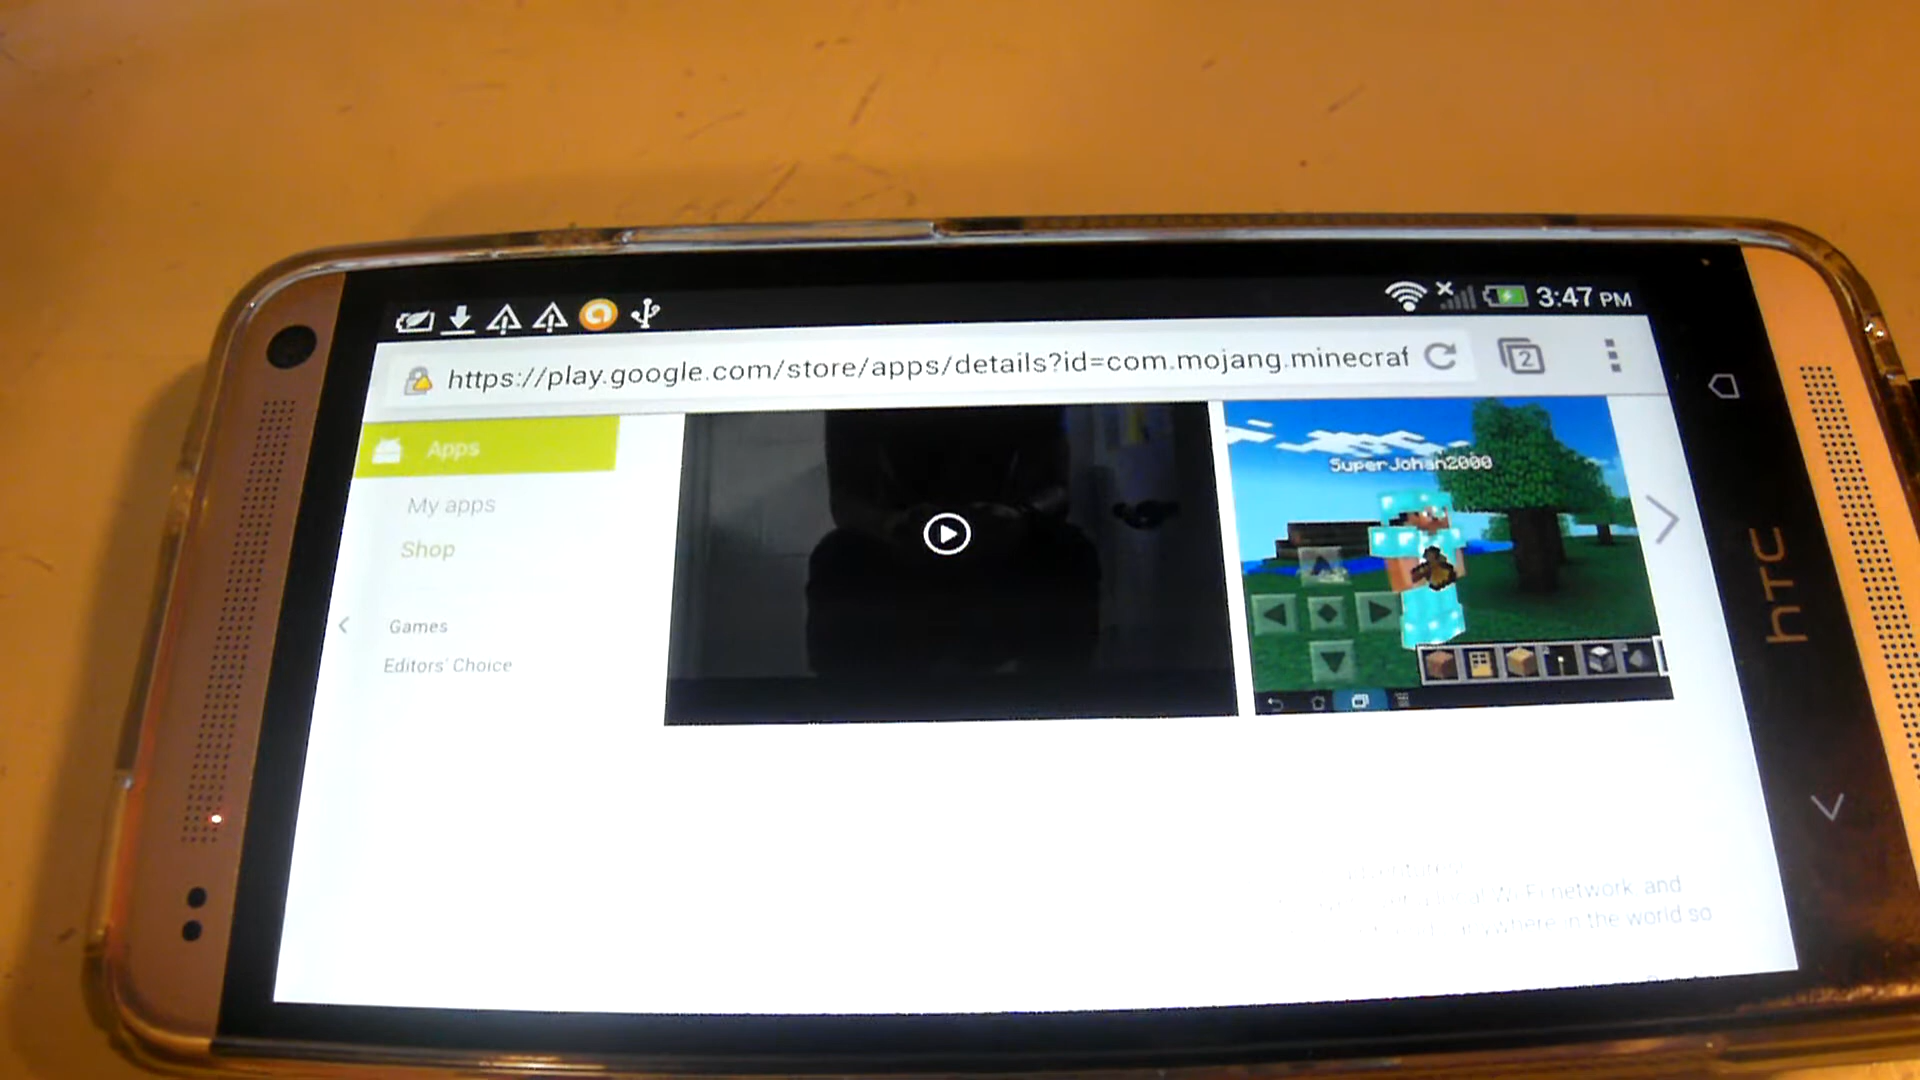 3:47 PM
https://play.google.com/store/apps/details?id=com.mojang.minecraf
2
Apps
My apps
Shop
Games
Editors' Choice
SuperJohan2000
network and
anywhere in the world so
hTC